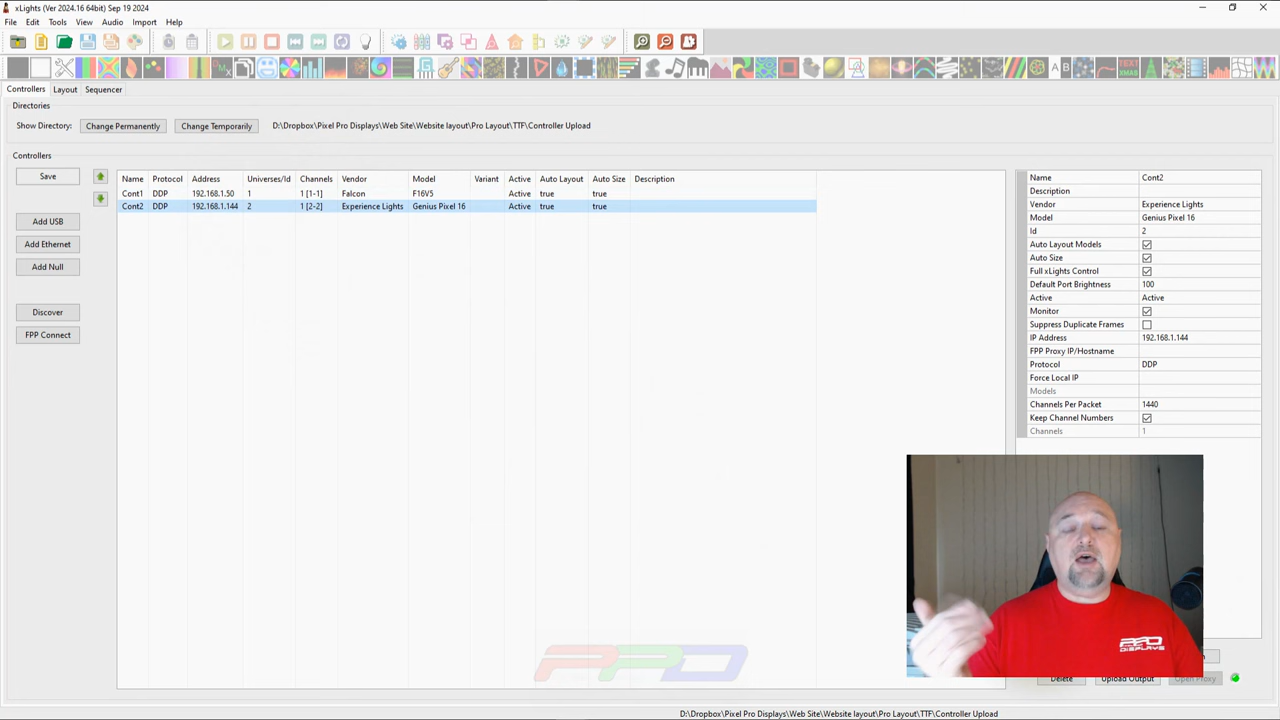 xLights (Ver 2024.16 64bit) Sep 19 2024
File Edit Tools View Audio Import Help
Controllers Layout Sequencer
Directories
Show Directory: Change Permanently Change Temporarily D:\Dropbox\Pixel Pro Displays\Web Site\Website layout\Pro Layout\TTF\Controller Upload
Controllers
Save
Add USB
Add Ethernet
Add Null
Discover
FPP Connect
Name Protocol Address Universes/Id Channels Vendor Model Variant Active Auto Layout Auto Size Description
Cont1 DDP 192.168.1.50 1 1 [1-1] Falcon F16V5 Active true true
Cont2 DDP 192.168.1.144 2 1 [2-2] Experience Lights Genius Pixel 16 Active true true
Name Cont2
Description
Vendor Experience Lights
Model Genius Pixel 16
Id 2
Auto Layout Models
Auto Size
Full xLights Control
Default Port Brightness 100
Active Active
Monitor
Suppress Duplicate Frames
IP Address 192.168.1.144
FPP Proxy IP/Hostname
Protocol DDP
Force Local IP
Models
Channels Per Packet 1440
Keep Channel Numbers
Channels 1
PPD
PPD
DISPLAYS
Delete Upload Output Open Proxy
D:\Dropbox\Pixel Pro Displays\Web Site\Website layout\Pro Layout\TTF\Controller Upload